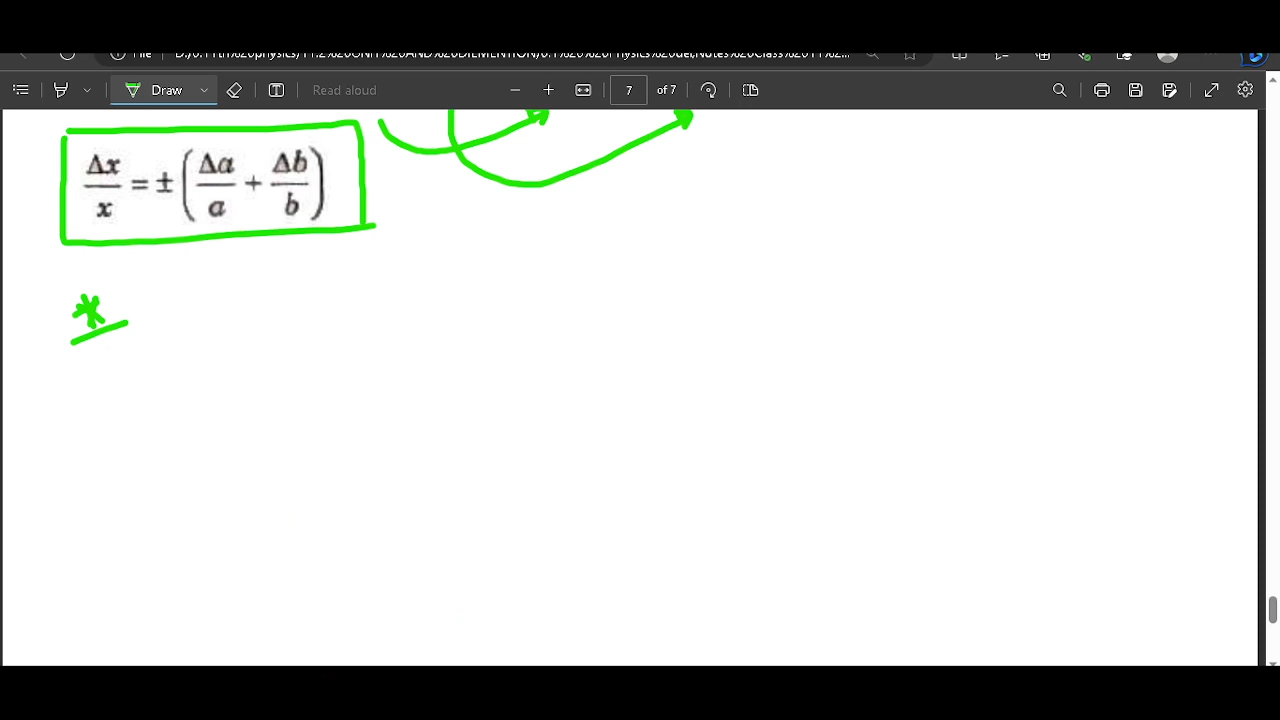 Draw
Read aloud
7
of 7
Δx/x = ± (Δa/a + Δb/b)
*